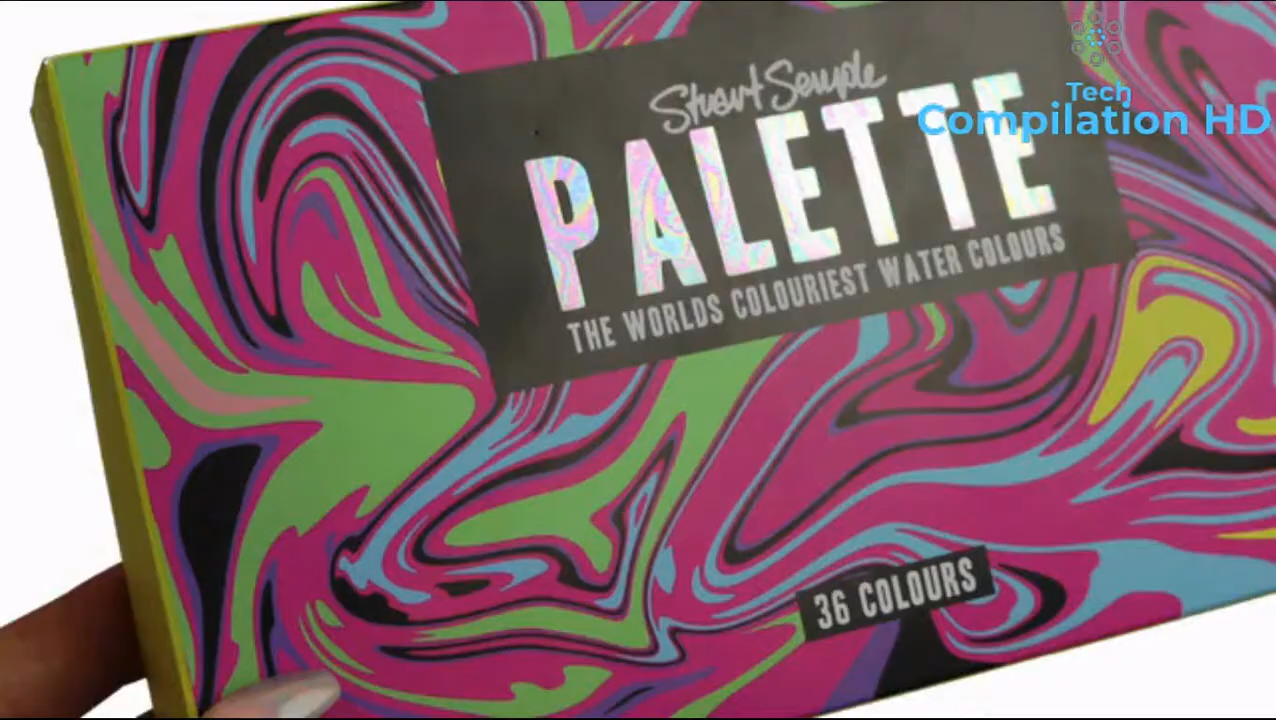 Stuart Semple
PALETTE
THE WORLDS COLOURIEST WATER COLOURS
36 COLOURS
Tech
Compilation HD